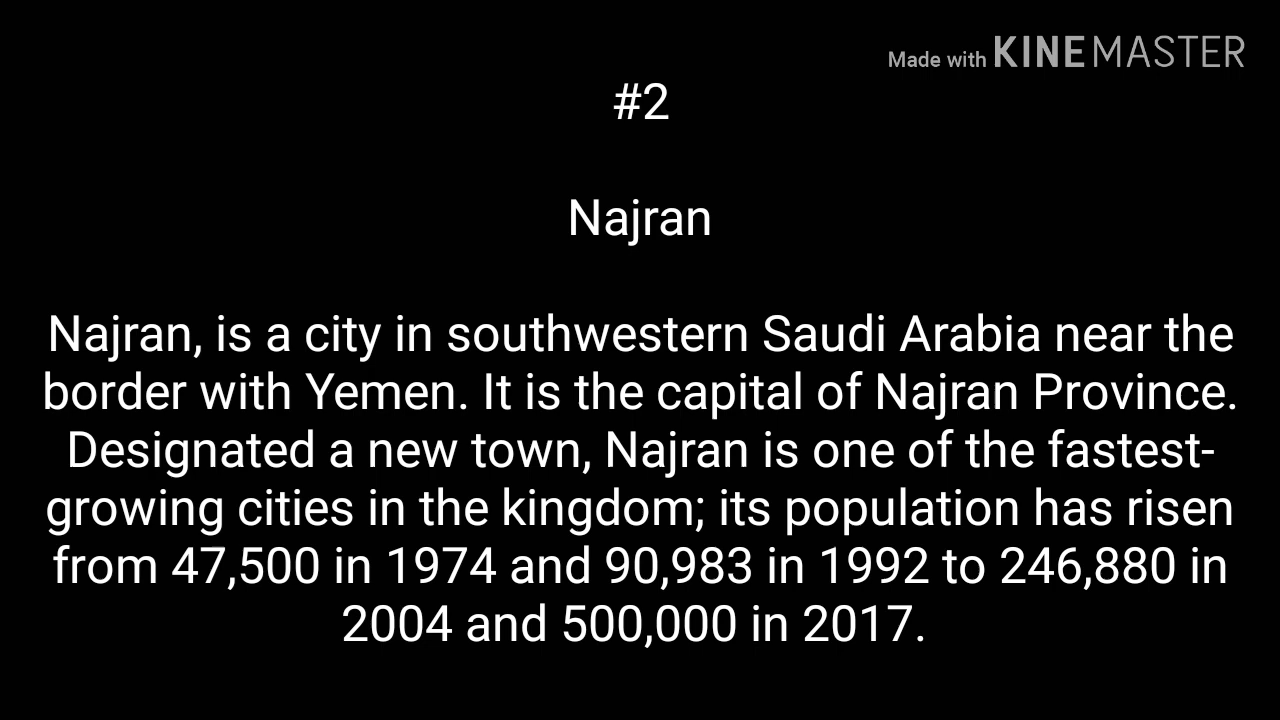 Made with KINEMASTER
#2
Najran
Najran, is a city in southwestern Saudi Arabia near the
border with Yemen. It is the capital of Najran Province.
Designated a new town, Najran is one of the fastest-
growing cities in the kingdom; its population has risen
from 47,500 in 1974 and 90,983 in 1992 to 246,880 in
2004 and 500,000 in 2017.